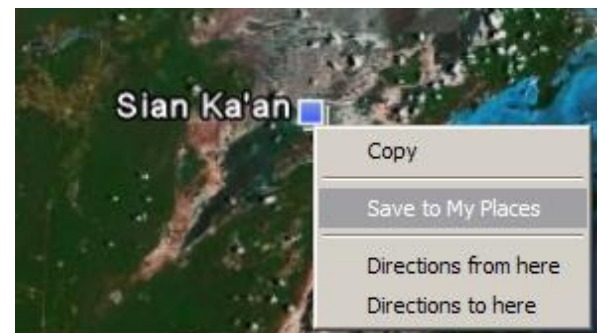 Sian Ka'an
Copy
Save to My Places
Directions from here
Directions to here